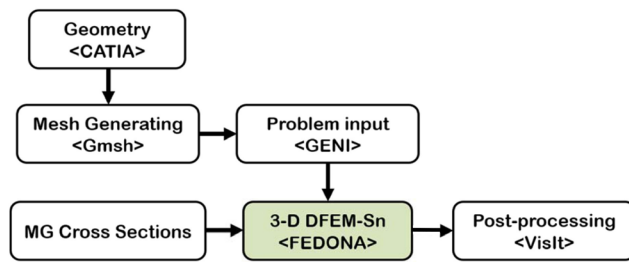 Geometry
<CATIA>
Mesh Generating
<Gmsh>
Problem input
<GENI>
MG Cross Sections
3-D DFEM-Sn
<FEDONA>
Post-processing
<VisIt>